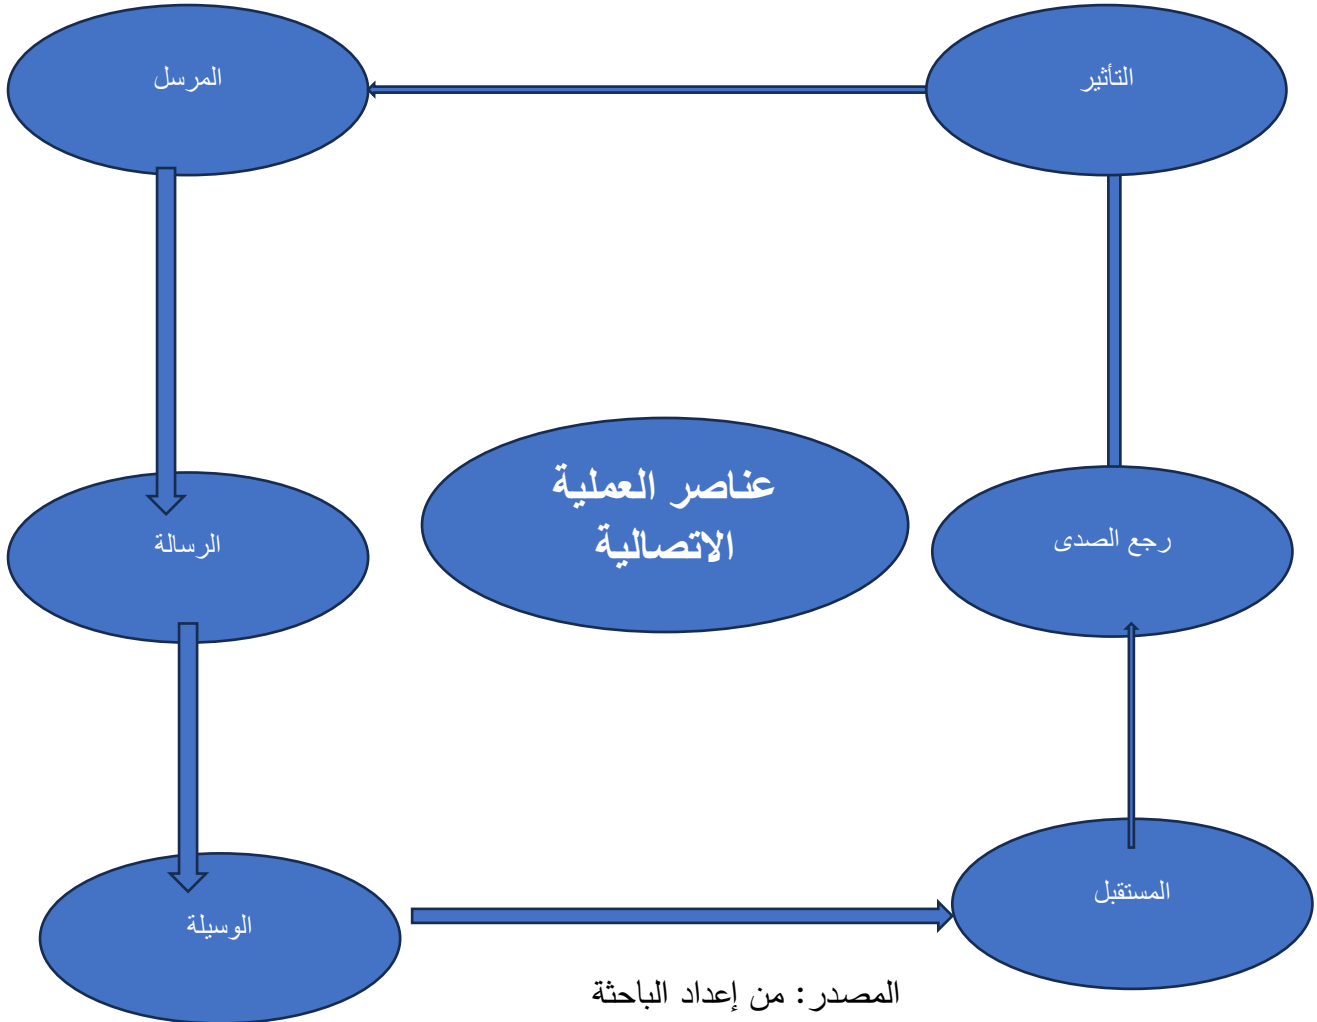 التأثير
المرسل
عناصر العملية
الاتصالية
رجع الصدى
الرسالة
المستقبل
الوسيلة
المصدر: من إعداد الباحثة